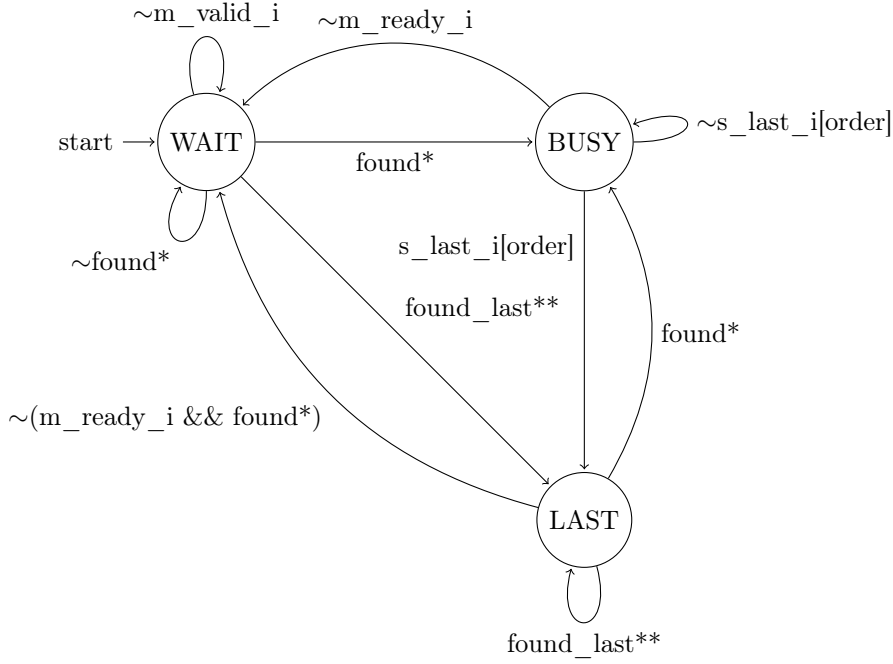 ~m_valid_i
~m_ready_i
start
WAIT
BUSY
~s_last_i[order]
found*
~found*
s_last_i[order]
found_last**
found*
~(m_ready_i && found*)
LAST
found_last**